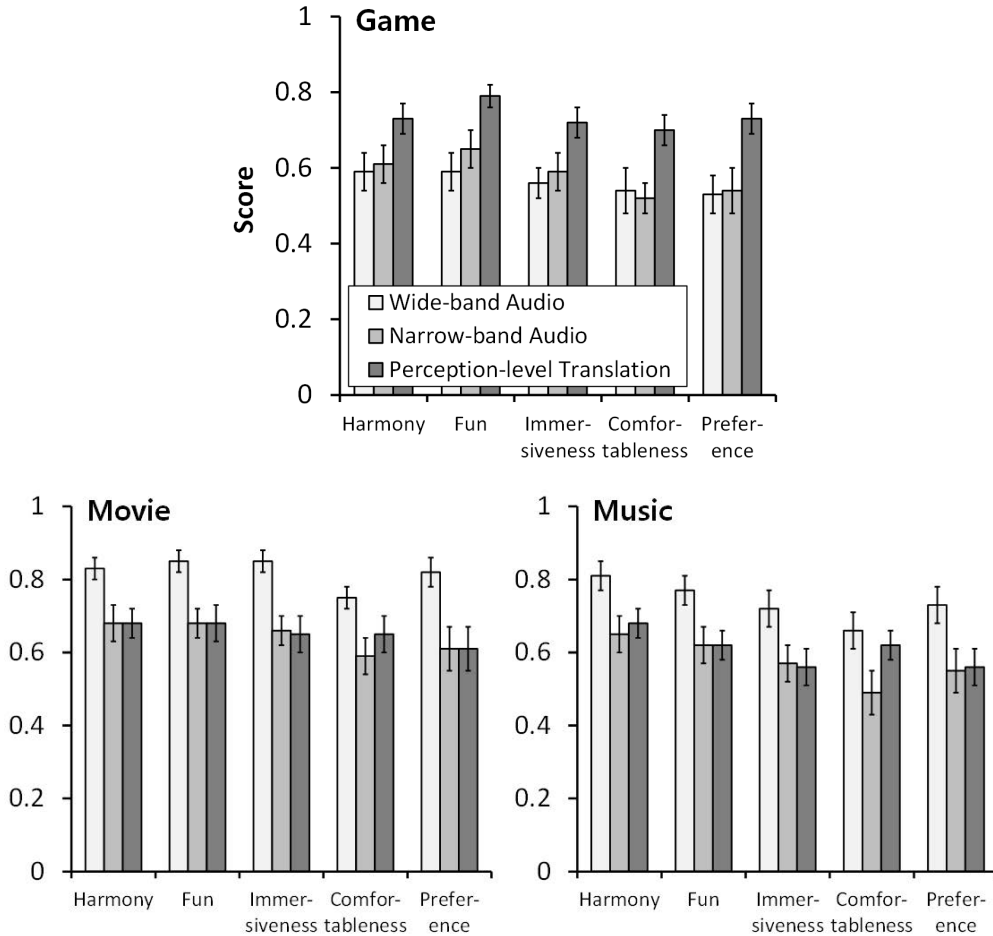 Game
1
0.8
0.6
0.4
0.2
0
Score
Wide-band Audio
Narrow-band Audio
Perception-level Translation
Harmony Fun Immer- Comfor- Prefer-
siveness tableness ence
Movie
1
0.8
0.6
0.4
0.2
0
Harmony Fun Immer- Comfor- Prefer-
siveness tableness ence
Music
1
0.8
0.6
0.4
0.2
0
Harmony Fun Immer- Comfor- Prefer-
siveness tableness ence